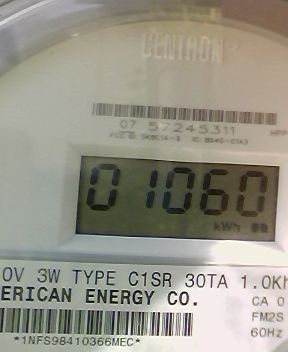 CENTRON®
07 57245311
01060
kWh
0V 3W TYPE C1SR 30TA 1.0Kh
ERICAN ENERGY CO.
CA 0
FM2S
60Hz
*1NFS98410366MEC*